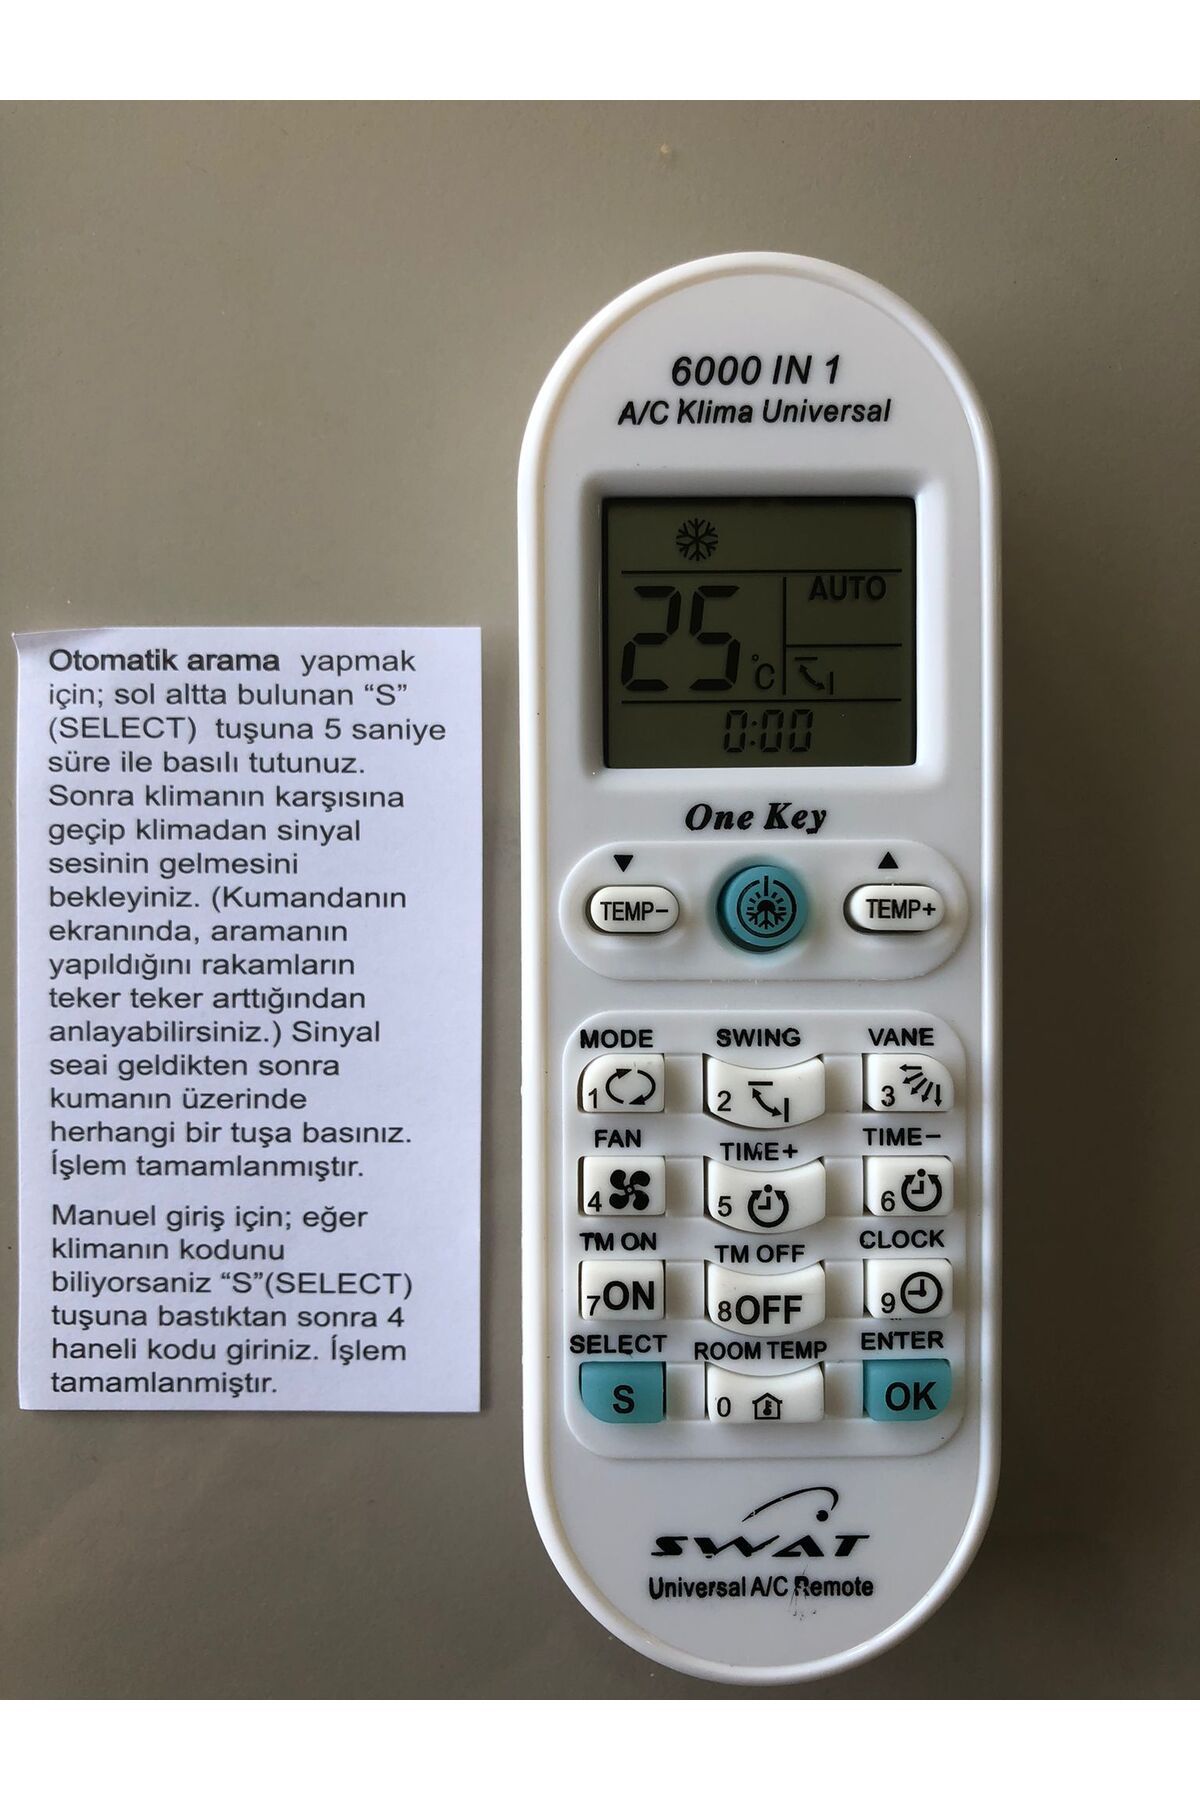 Otomatik arama yapmak
için; sol altta bulunan “S”
(SELECT) tuşuna 5 saniye
süre ile basılı tutunuz.
Sonra klimanın karşısına
geçip klimadan sinyal
sesinin gelmesini
bekleyiniz. (Kumandanın
ekranında, aramanın
yapıldığını rakamların
teker teker arttığından
anlayabilirsiniz.) Sinyal
seai geldikten sonra
kumanın üzerinde
herhangi bir tuşa basınız.
İşlem tamamlanmıştır.
Manuel giriş için; eğer
klimanın kodunu
biliyorsaniz “S”(SELECT)
tuşuna bastıktan sonra 4
haneli kodu giriniz. İşlem
tamamlanmıştır.
6000 IN 1
A/C Klima Universal
AUTO
25 °C
0:00
One Key
TEMP− TEMP+
MODE SWING VANE
1 2 3
FAN TIME+ TIME−
4 5 6
TM ON TM OFF CLOCK
7ON 8OFF 9
SELECT ROOM TEMP ENTER
S 0 OK
SWAT
Universal A/C Remote